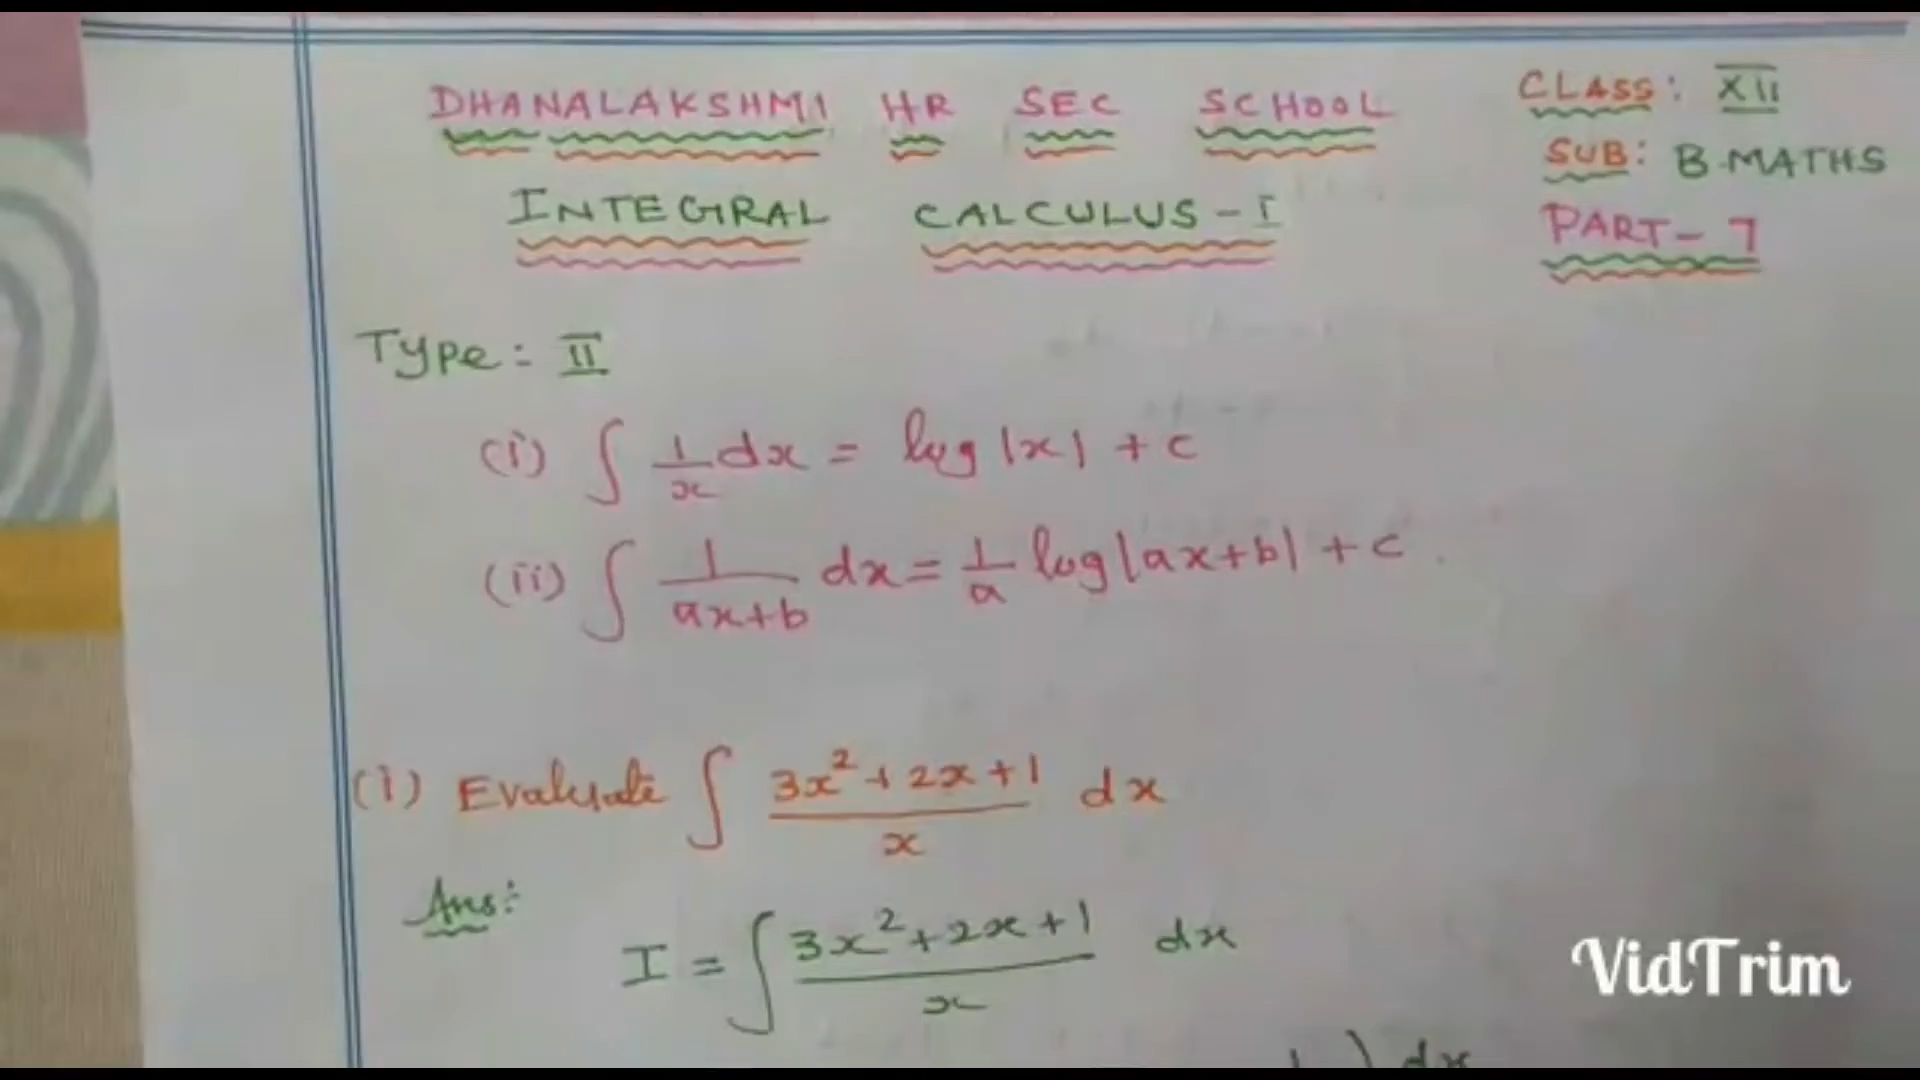 DHANALAKSHMI HR SEC SCHOOL
CLASS: XII
SUB: B.MATHS
INTEGRAL CALCULUS - I
PART - 7
Type: II
(i) ∫ 1/x dx = log |x| + c
(ii) ∫ 1/(ax+b) dx = 1/a log |ax+b| + c.
(1) Evaluate ∫ (3x² + 2x + 1)/x dx
Ans:
I = ∫ (3x² + 2x + 1)/x dx
) dx
VidTrim